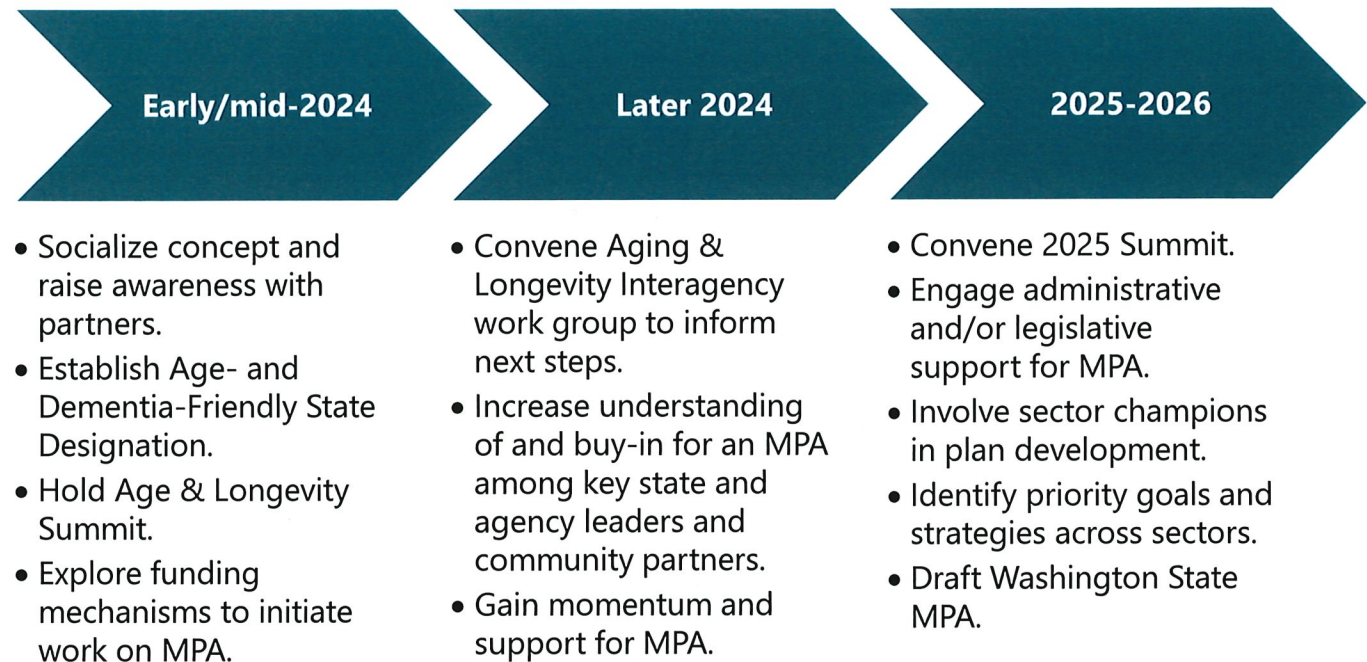 Early/mid-2024
• Socialize concept and
raise awareness with
partners.
• Establish Age- and
Dementia-Friendly State
Designation.
• Hold Age & Longevity
Summit.
• Explore funding
mechanisms to initiate
work on MPA.
Later 2024
• Convene Aging &
Longevity Interagency
work group to inform
next steps.
• Increase understanding
of and buy-in for an MPA
among key state and
agency leaders and
community partners.
• Gain momentum and
support for MPA.
2025-2026
• Convene 2025 Summit.
• Engage administrative
and/or legislative
support for MPA.
• Involve sector champions
in plan development.
• Identify priority goals and
strategies across sectors.
• Draft Washington State
MPA.